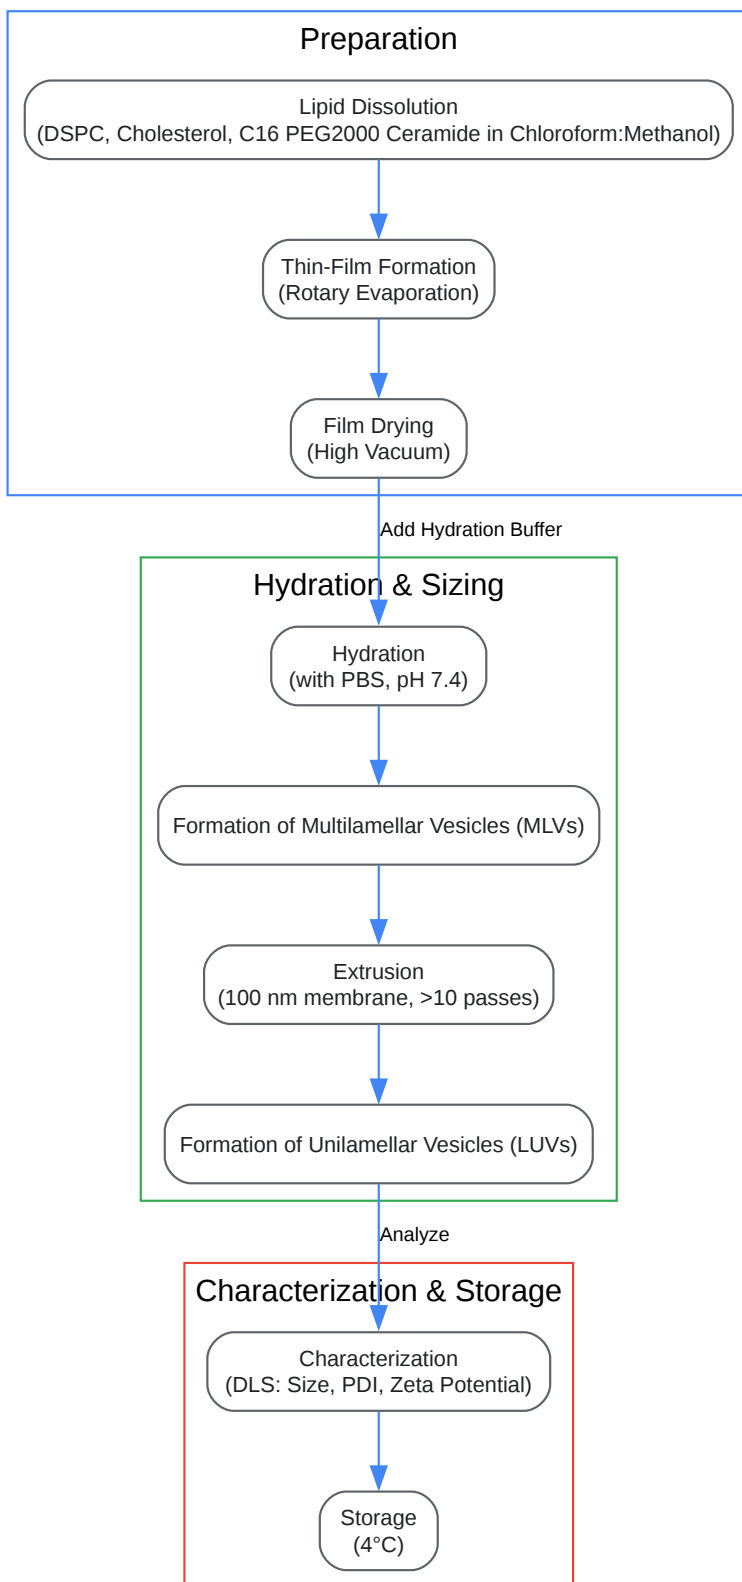 Preparation
Lipid Dissolution
(DSPC, Cholesterol, C16 PEG2000 Ceramide in Chloroform:Methanol)
Thin-Film Formation
(Rotary Evaporation)
Film Drying
(High Vacuum)
Add Hydration Buffer
Hydration & Sizing
Hydration
(with PBS, pH 7.4)
Formation of Multilamellar Vesicles (MLVs)
Extrusion
(100 nm membrane, >10 passes)
Formation of Unilamellar Vesicles (LUVs)
Analyze
Characterization & Storage
Characterization
(DLS: Size, PDI, Zeta Potential)
Storage
(4°C)